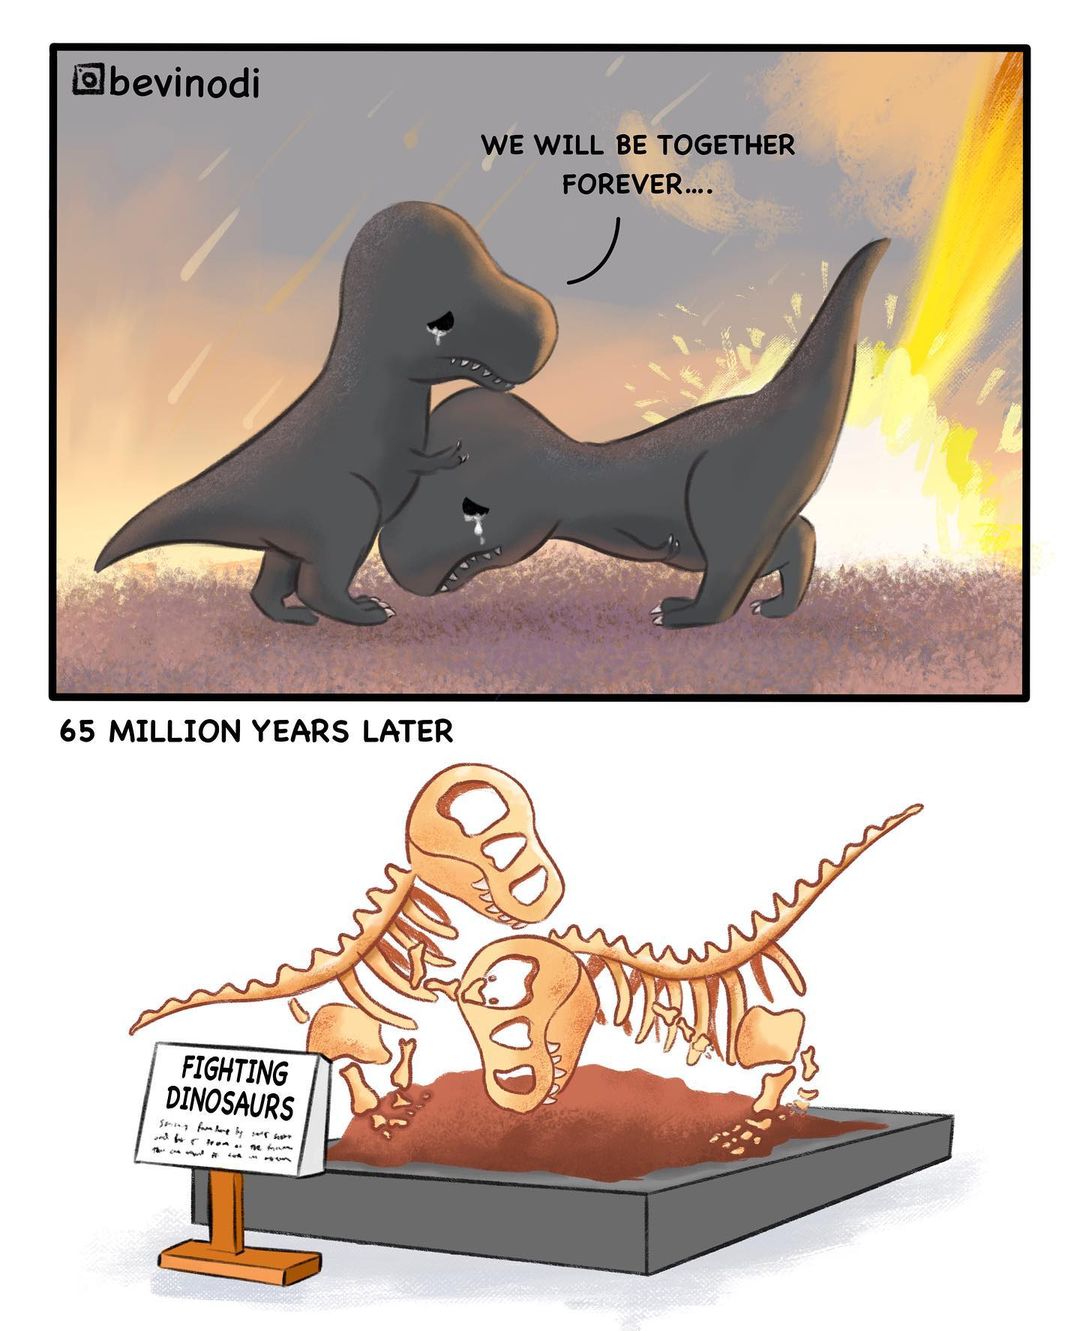 bevinodi
WE WILL BE TOGETHER
FOREVER....
65 MILLION YEARS LATER
FIGHTING
DINOSAURS